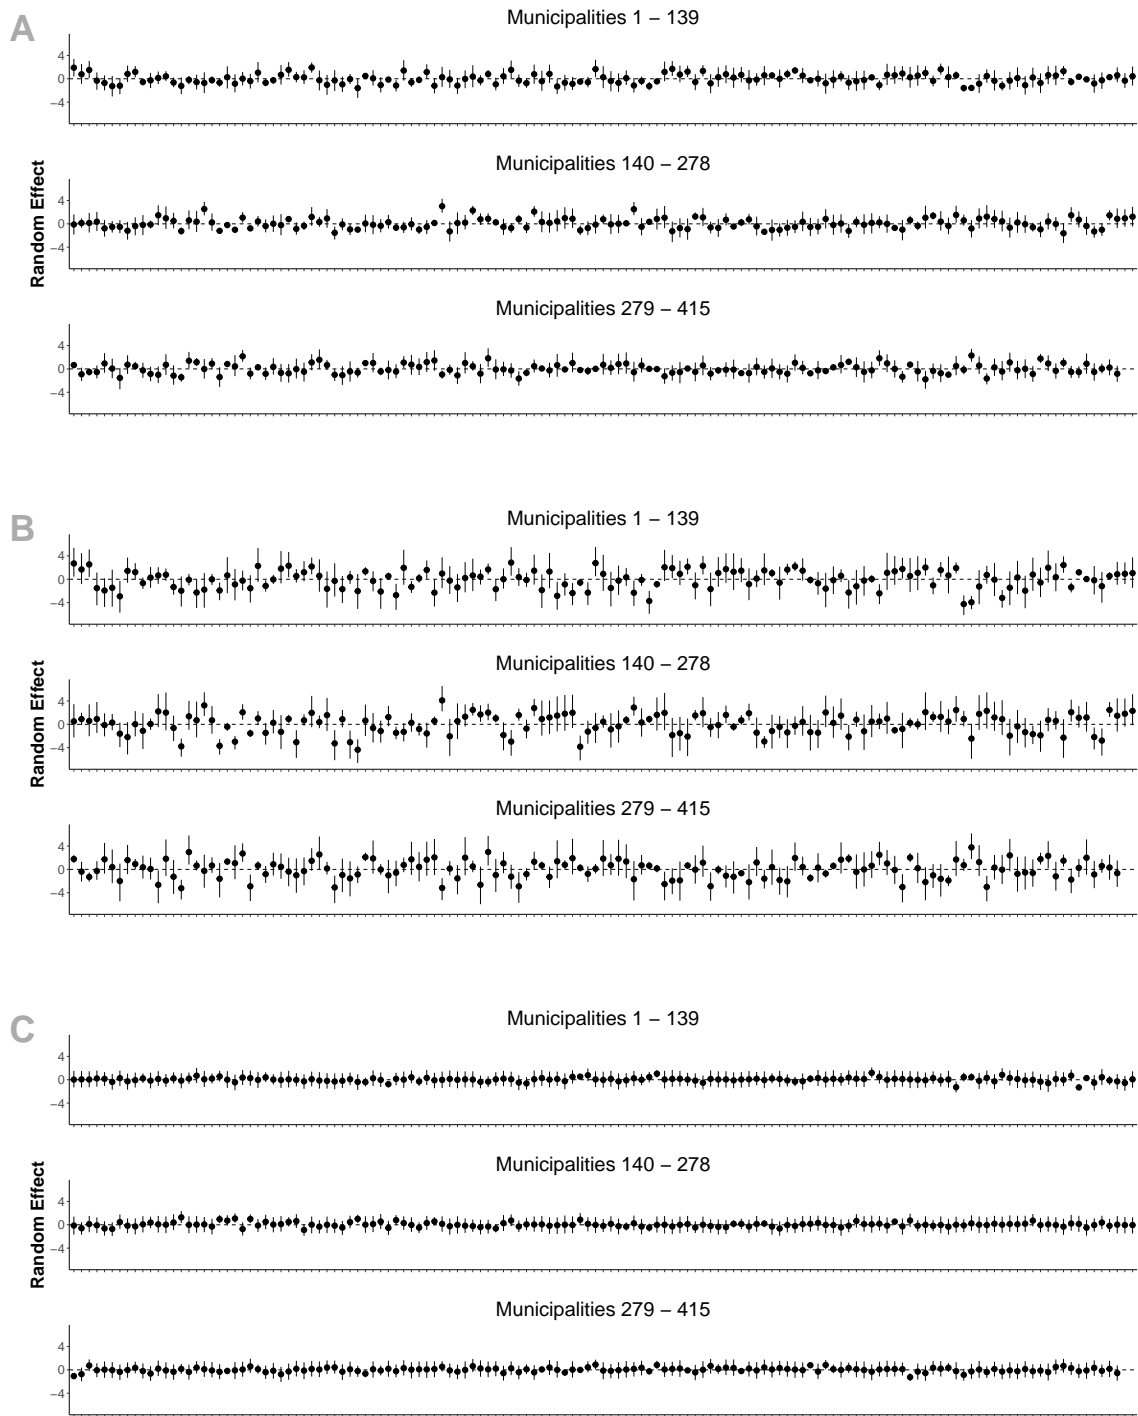 A
Municipalities 1 – 139
4
0
−4
Municipalities 140 – 278
4
0
−4
Random Effect
Municipalities 279 – 415
4
0
−4
B
Municipalities 1 – 139
4
0
−4
Municipalities 140 – 278
4
0
−4
Random Effect
Municipalities 279 – 415
4
0
−4
C
Municipalities 1 – 139
4
0
−4
Municipalities 140 – 278
4
0
−4
Random Effect
Municipalities 279 – 415
4
0
−4